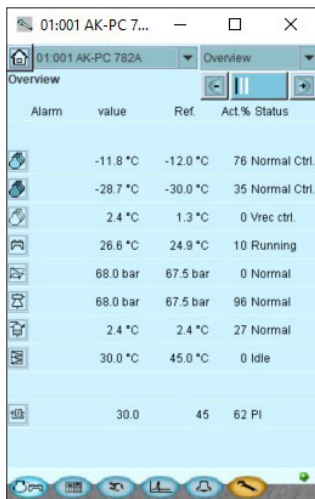 01:001 AK-PC 7...
01:001 AK-PC 782A Overview
Overview
Alarm value Ref. Act.% Status
-11.8 °C -12.0 °C 76 Normal Ctrl.
-28.7 °C -30.0 °C 35 Normal Ctrl.
2.4 °C 1.3 °C 0 Vrec ctrl.
26.6 °C 24.9 °C 10 Running
68.0 bar 67.5 bar 0 Normal
68.0 bar 67.5 bar 96 Normal
2.4 °C 2.4 °C 27 Normal
30.0 °C 45.0 °C 0 Idle
30.0 45 62 PI